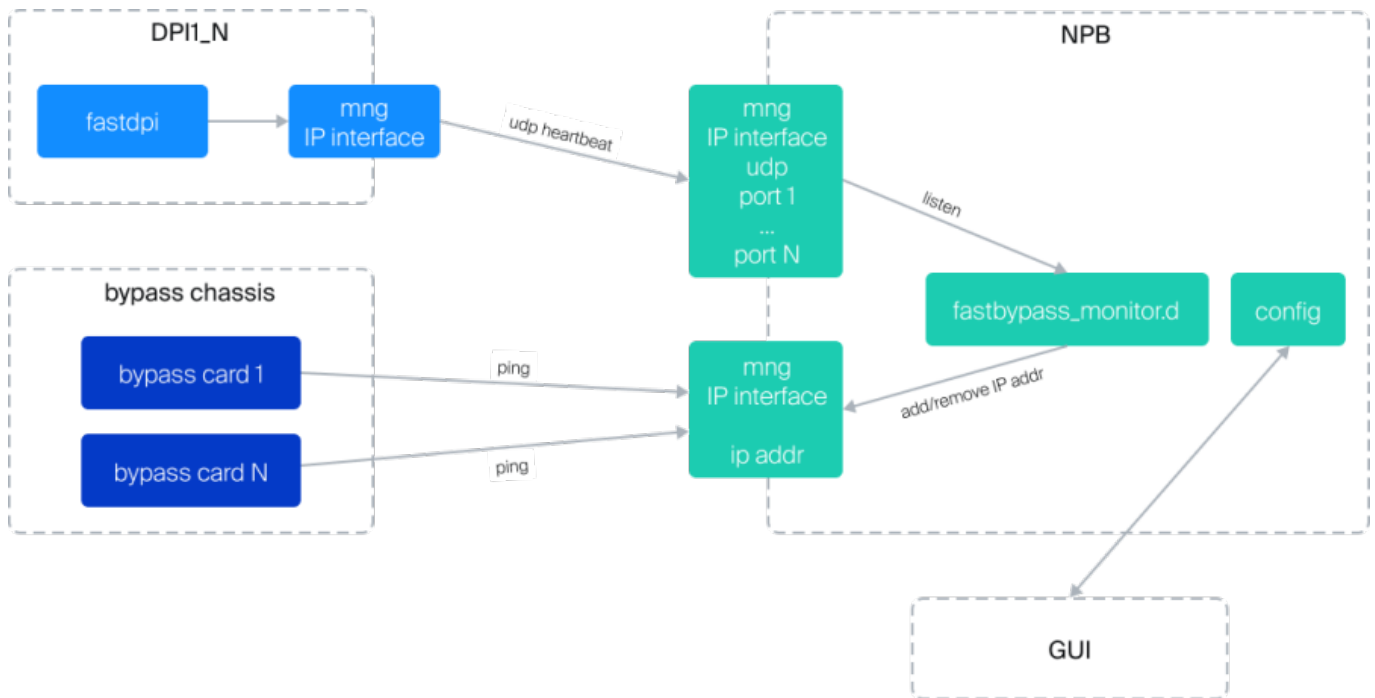 DPI1_N
fastdpi
mng
IP interface
udp heartbeat
NPB
mng
IP interface
udp
port 1
...
port N
listen
fastbypass_monitor.d
config
add/remove IP addr
bypass chassis
bypass card 1
bypass card N
ping
ping
mng
IP interface
ip addr
GUI